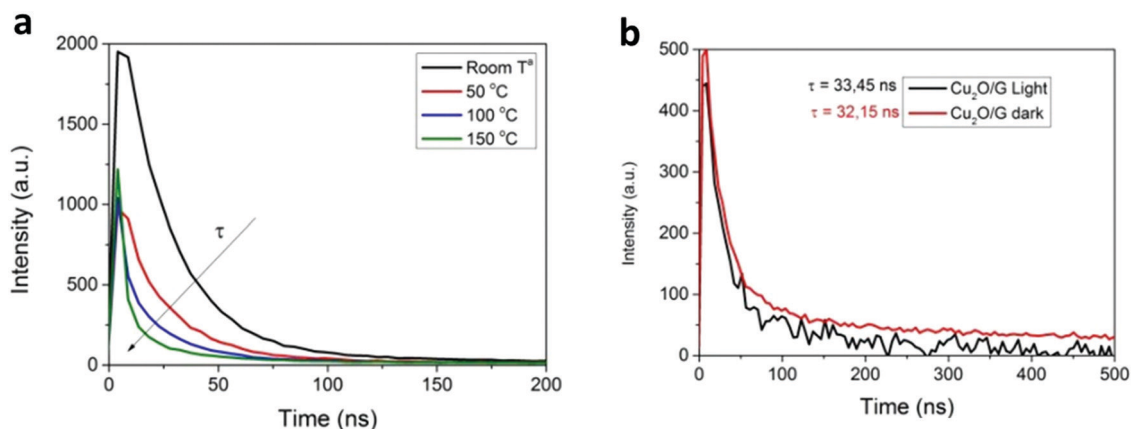 a
2000
1500
1000
500
0
Intensity (a.u.)
Room Tª
50 °C
100 °C
150 °C
τ
0 50 100 150 200
Time (ns)
b
500
400
300
200
100
0
Intensity (a.u.)
τ = 33,45 ns
τ = 32,15 ns
Cu₂O/G Light
Cu₂O/G dark
0 100 200 300 400 500
Time (ns)